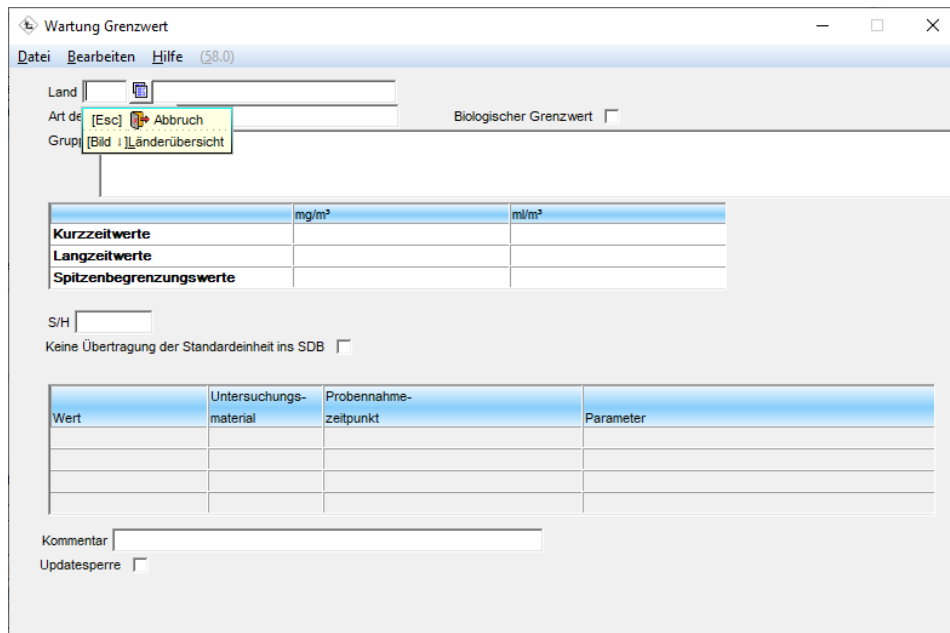 Wartung Grenzwert
Datei Bearbeiten Hilfe (58.0)
Land
Art de
Biologischer Grenzwert
[Esc] Abbruch
Grupp
[Bild ↓]Länderübersicht
mg/m³ ml/m³
Kurzzeitwerte
Langzeitwerte
Spitzenbegrenzungswerte
S/H
Keine Übertragung der Standardeinheit ins SDB
Wert Untersuchungs-material Probennahme-zeitpunkt Parameter
Kommentar
Updatesperre